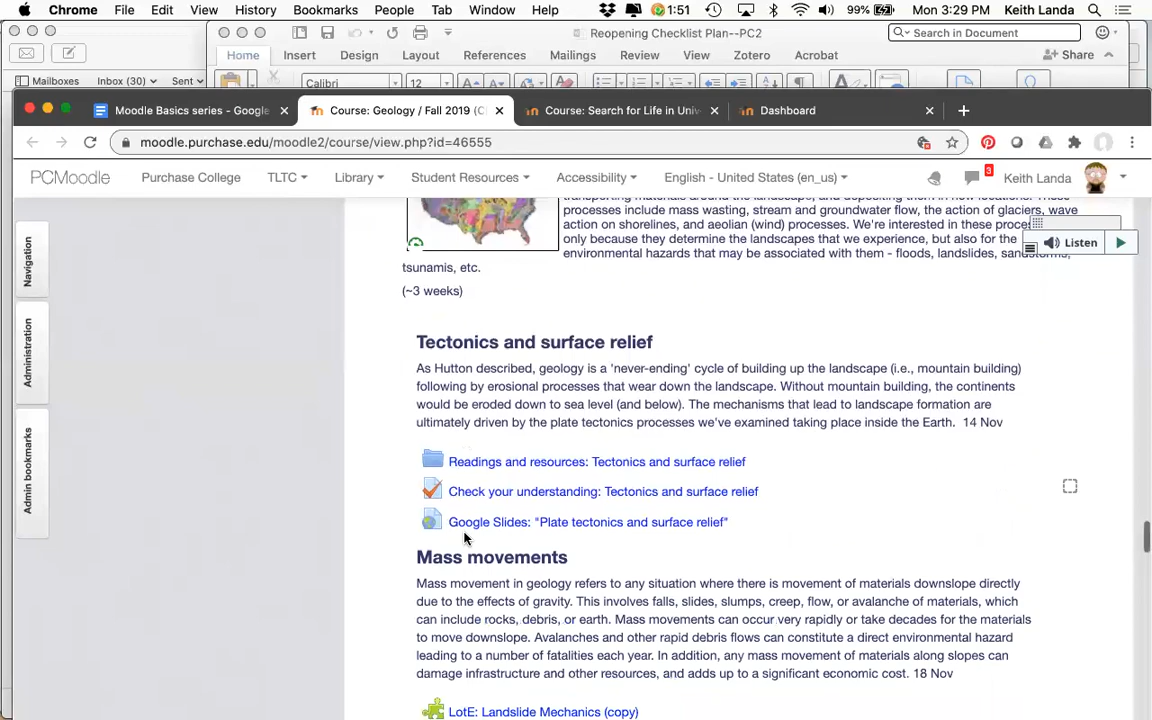 Chrome File Edit View History Bookmarks People Tab Window Help 1:51 99% Mon 3:29 PM Keith Landa
Reopening Checklist Plan--PC2 Search in Document
Home Insert Design Layout References Mailings Review View Zotero Acrobat Share
Mailboxes Inbox (30) Sent Calibri 12
Moodle Basics series - Google Course: Geology / Fall 2019 (C Course: Search for Life in Univ Dashboard
moodle.purchase.edu/moodle2/course/view.php?id=46555
PCMoodle Purchase College TLTC Library Student Resources Accessibility English - United States (en_us) 3 Keith Landa
processes include mass wasting, stream and groundwater flow, the action of glaciers, wave
action on shorelines, and aeolian (wind) processes. We're interested in these proce
only because they determine the landscapes that we experience, but also for the
environmental hazards that may be associated with them - floods, landslides, sandstorms,
Listen
tsunamis, etc.
(~3 weeks)
Navigation
Administration
Admin bookmarks
Tectonics and surface relief
As Hutton described, geology is a 'never-ending' cycle of building up the landscape (i.e., mountain building)
following by erosional processes that wear down the landscape. Without mountain building, the continents
would be eroded down to sea level (and below). The mechanisms that lead to landscape formation are
ultimately driven by the plate tectonics processes we've examined taking place inside the Earth. 14 Nov
Readings and resources: Tectonics and surface relief
Check your understanding: Tectonics and surface relief
Google Slides: "Plate tectonics and surface relief"
Mass movements
Mass movement in geology refers to any situation where there is movement of materials downslope directly
due to the effects of gravity. This involves falls, slides, slumps, creep, flow, or avalanche of materials, which
can include rocks, debris, or earth. Mass movements can occur very rapidly or take decades for the materials
to move downslope. Avalanches and other rapid debris flows can constitute a direct environmental hazard
leading to a number of fatalities each year. In addition, any mass movement of materials along slopes can
damage infrastructure and other resources, and adds up to a significant economic cost. 18 Nov
LotE: Landslide Mechanics (copy)